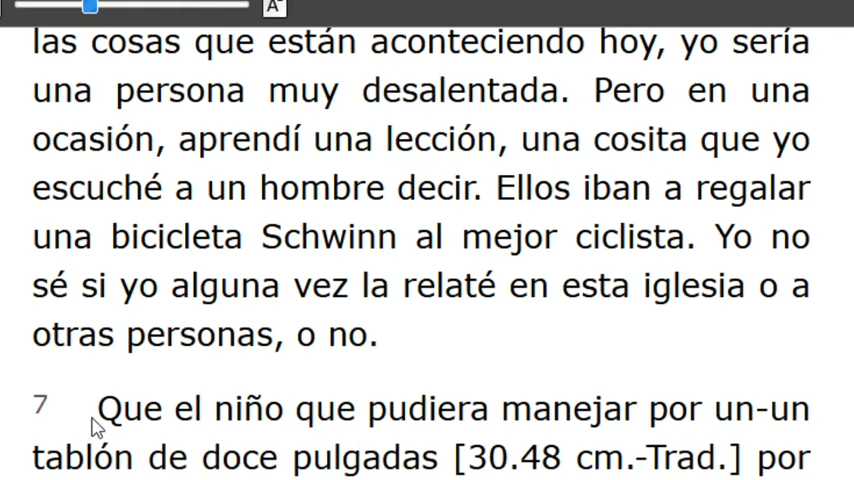 A
las cosas que están aconteciendo hoy, yo sería
una persona muy desalentada. Pero en una
ocasión, aprendí una lección, una cosita que yo
escuché a un hombre decir. Ellos iban a regalar
una bicicleta Schwinn al mejor ciclista. Yo no
sé si yo alguna vez la relaté en esta iglesia o a
otras personas, o no.
7 Que el niño que pudiera manejar por un-un
tablón de doce pulgadas [30.48 cm.-Trad.] por